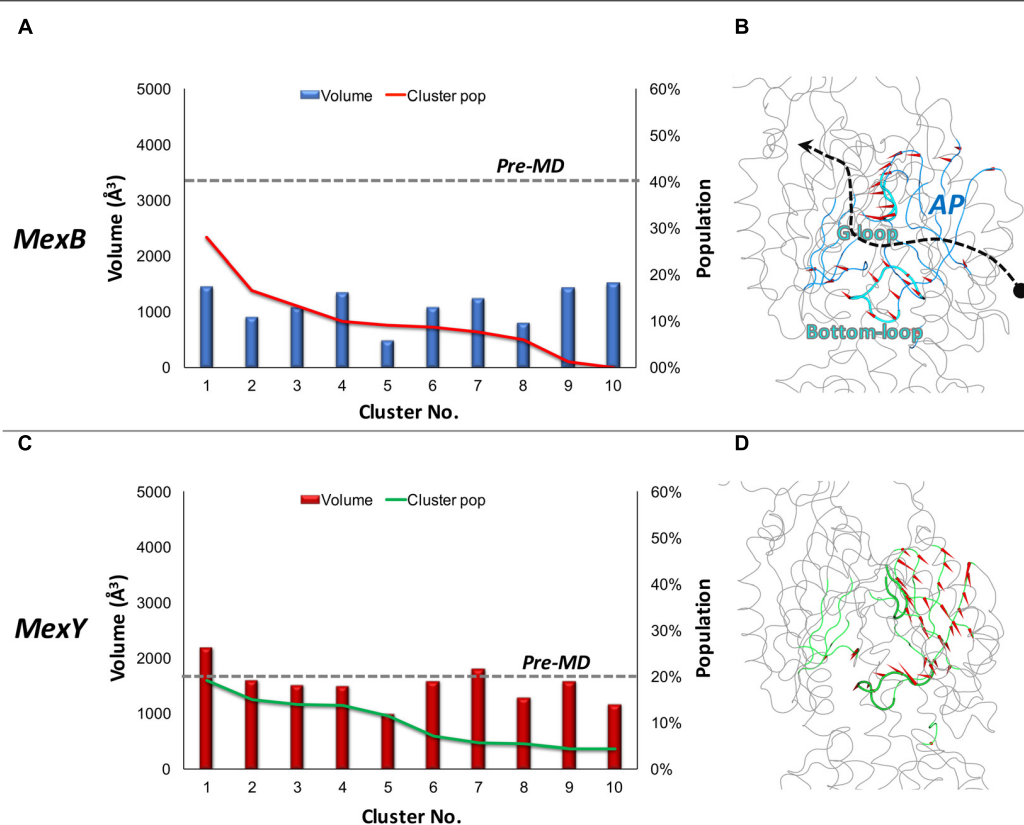 A
B
Volume
Cluster pop
5000
4000
3000
2000
1000
0
Volume (Å³)
60%
50%
40%
30%
20%
10%
00%
Population
Pre-MD
MexB
1 2 3 4 5 6 7 8 9 10
Cluster No.
AP
G-loop
Bottom-loop
C
D
Volume
Cluster pop
5000
4000
3000
2000
1000
0
Volume (Å³)
60%
50%
40%
30%
20%
10%
0%
Population
Pre-MD
MexY
1 2 3 4 5 6 7 8 9 10
Cluster No.